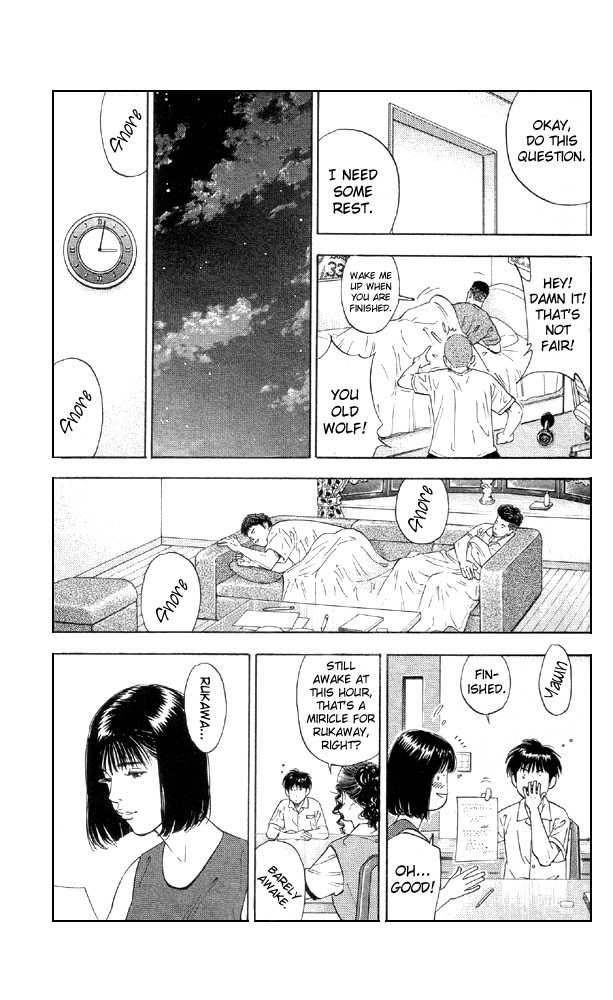 OKAY,
DO THIS
QUESTION.
I NEED
SOME
REST.
HEY!
DAMN IT!
THAT'S
NOT
FAIR!
33
WAKE ME
UP WHEN
YOU ARE
FINISHED.
YOU
OLD
WOLF!
Snore
Snore
Snore
Snore
Yawn
FIN-
ISHED.
OH...
GOOD!
STILL
AWAKE AT
THIS HOUR,
THAT'S A
MIRICLE FOR
RUKAWAY,
RIGHT?
BARELY
AWAKE.
RUKAWA...